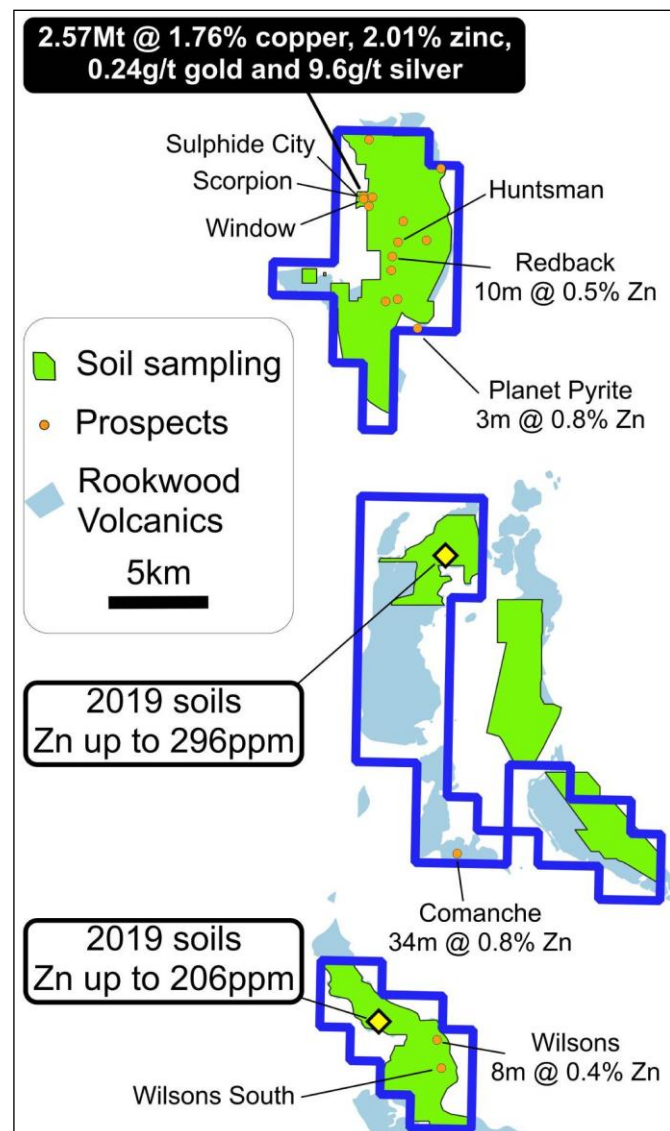 2.57Mt @ 1.76% copper, 2.01% zinc,
0.24g/t gold and 9.6g/t silver
Sulphide City
Scorpion
Window
Huntsman
Redback
10m @ 0.5% Zn
Planet Pyrite
3m @ 0.8% Zn
Soil sampling
Prospects
Rookwood
Volcanics
5km
2019 soils
Zn up to 296ppm
Comanche
34m @ 0.8% Zn
2019 soils
Zn up to 206ppm
Wilsons
8m @ 0.4% Zn
Wilsons South